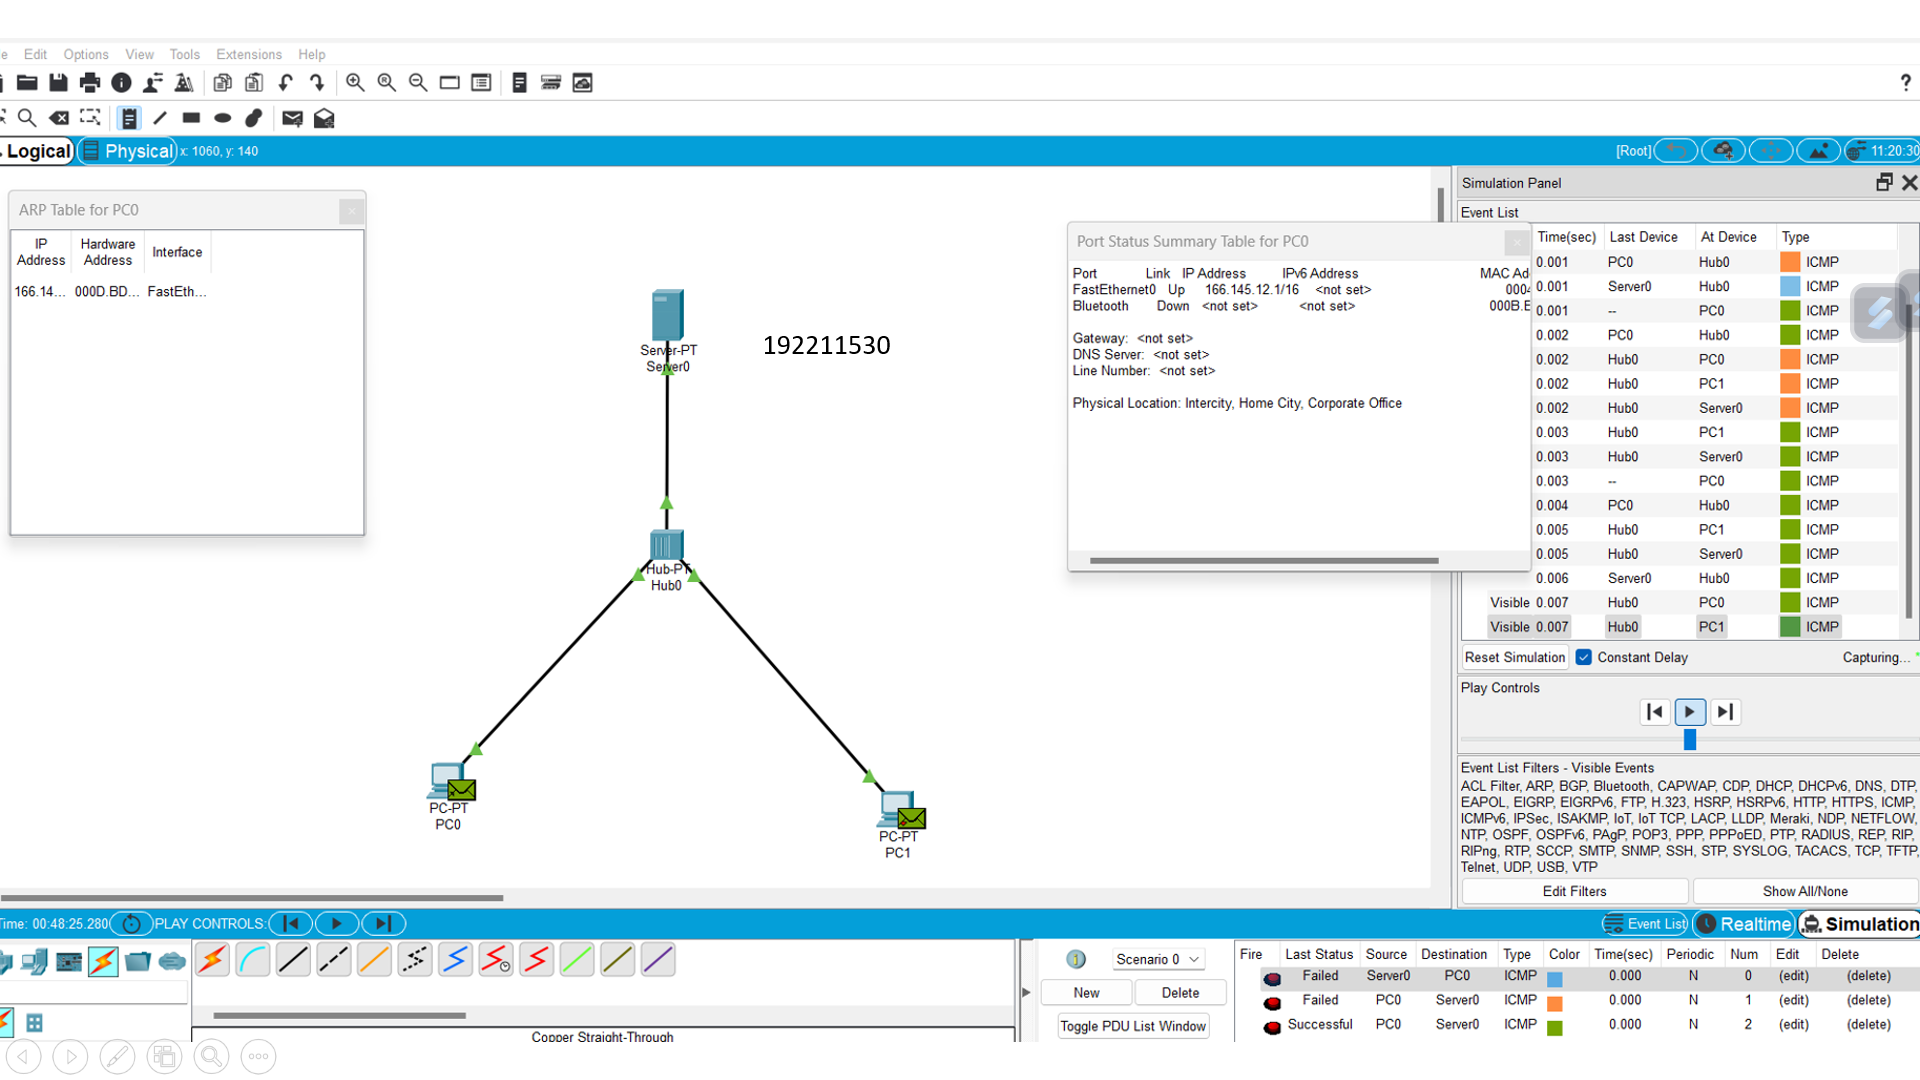 e Edit Options View Tools Extensions Help
?
Logical Physical x: 1060, y: 140 [Root] 11:20:30
ARP Table for PC0
IP Address Hardware Address Interface
166.14... 000D.BD... FastEth...
Server-PT
Server0
192211530
Hub-PT
Hub0
PC-PT
PC0
PC-PT
PC1
Port Status Summary Table for PC0
Port Link IP Address IPv6 Address MAC Ad
FastEthernet0 Up 166.145.12.1/16 <not set> 000
Bluetooth Down <not set> <not set> 000B.E
Gateway: <not set>
DNS Server: <not set>
Line Number: <not set>
Physical Location: Intercity, Home City, Corporate Office
Simulation Panel
Event List
Time(sec) Last Device At Device Type
0.001 PC0 Hub0 ICMP
0.001 Server0 Hub0 ICMP
0.001 -- PC0 ICMP
0.002 PC0 Hub0 ICMP
0.002 Hub0 PC0 ICMP
0.002 Hub0 PC1 ICMP
0.002 Hub0 Server0 ICMP
0.003 Hub0 PC1 ICMP
0.003 Hub0 Server0 ICMP
0.003 -- PC0 ICMP
0.004 PC0 Hub0 ICMP
0.005 Hub0 PC1 ICMP
0.005 Hub0 Server0 ICMP
0.006 Server0 Hub0 ICMP
Visible 0.007 Hub0 PC0 ICMP
Visible 0.007 Hub0 PC1 ICMP
Reset Simulation Constant Delay Capturing...
Play Controls
Event List Filters - Visible Events
ACL Filter, ARP, BGP, Bluetooth, CAPWAP, CDP, DHCP, DHCPv6, DNS, DTP,
EAPOL, EIGRP, EIGRPv6, FTP, H.323, HSRP, HSRPv6, HTTP, HTTPS, ICMP,
ICMPv6, IPSec, ISAKMP, IoT, IoT TCP, LACP, LLDP, Meraki, NDP, NETFLOW,
NTP, OSPF, OSPFv6, PAgP, POP3, PPP, PPPoED, PTP, RADIUS, REP, RIP,
RIPng, RTP, SCCP, SMTP, SNMP, SSH, STP, SYSLOG, TACACS, TCP, TFTP,
Telnet, UDP, USB, VTP
Edit Filters Show All/None
Time: 00:48:25.280 PLAY CONTROLS: Event List Realtime Simulation
Scenario 0
New Delete
Toggle PDU List Window
Fire Last Status Source Destination Type Color Time(sec) Periodic Num Edit Delete
Failed Server0 PC0 ICMP 0.000 N 0 (edit) (delete)
Failed PC0 Server0 ICMP 0.000 N 1 (edit) (delete)
Successful PC0 Server0 ICMP 0.000 N 2 (edit) (delete)
Copper Straight-Through